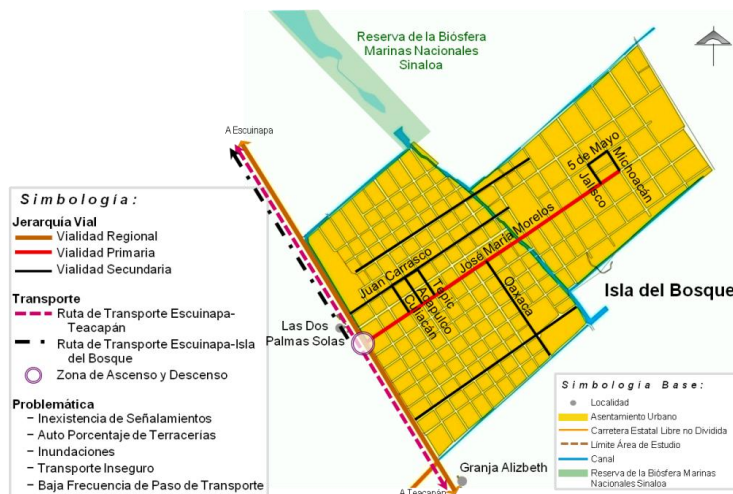 Reserva de la Biósfera
Marinas Nacionales
Sinaloa
A Escuinapa
5 de Mayo
Michoacán
Jalisco
José María Morelos
Juan Carrasco
Tepic
Acapulco
Culiacán
Oaxaca
Isla del Bosque
Las Dos
Palmas Solas
Granja Alizbeth
A Teacapán
Simbología:
Jerarquía Vial
Vialidad Regional
Vialidad Primaria
Vialidad Secundaria
Transporte
Ruta de Transporte Escuinapa-
Teacapán
Ruta de Transporte Escuinapa-Isla
del Bosque
Zona de Ascenso y Descenso
Problemática
– Inexistencia de Señalamientos
– Auto Porcentaje de Terracerías
– Inundaciones
– Transporte Inseguro
– Baja Frecuencia de Paso de Transporte
Simbología Base:
Localidad
Asentamiento Urbano
Carretera Estatal Libre no Dividida
Límite Área de Estudio
Canal
Reserva de la Biósfera Marinas
Nacionales Sinaloa